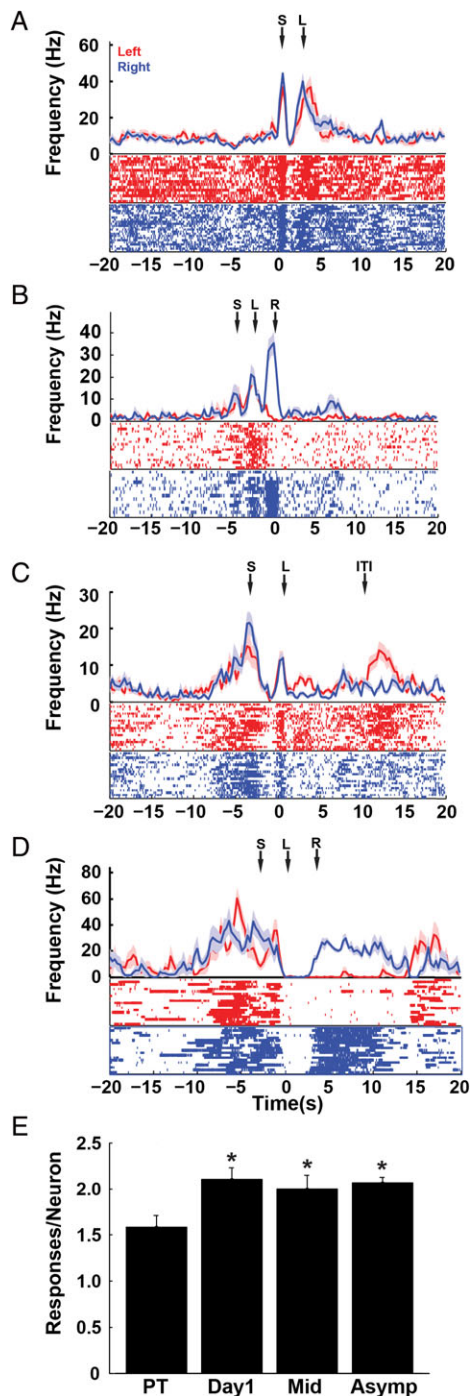 A
S L
Left
Right
Frequency (Hz)
60
40
20
0
−20 −15 −10 −5 0 5 10 15 20
B
S L R
Frequency (Hz)
40
30
20
10
0
−20 −15 −10 −5 0 5 10 15 20
C
S L ITI
Frequency (Hz)
30
20
10
0
−20 −15 −10 −5 0 5 10 15 20
D
S L R
Frequency (Hz)
80
60
40
20
0
−20 −15 −10 −5 0 5 10 15 20
Time(s)
E
Responses/Neuron
2.5
2.0
1.5
1.0
0.5
0
* * *
PT Day1 Mid Asymp